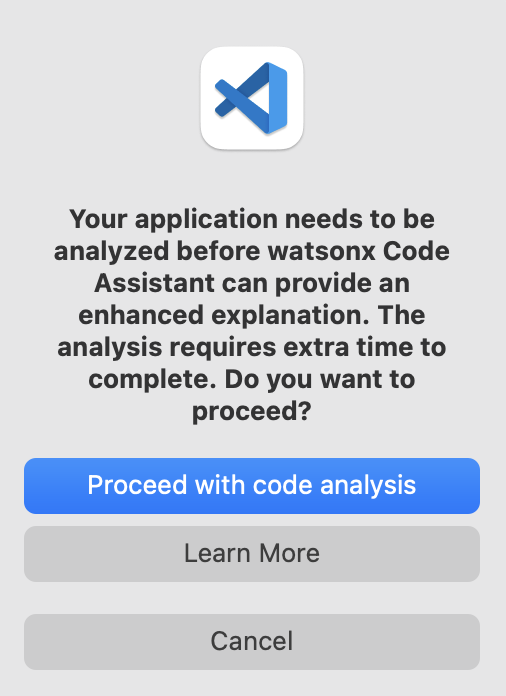 Your application needs to be
analyzed before watsonx Code
Assistant can provide an
enhanced explanation. The
analysis requires extra time to
complete. Do you want to
proceed?
Proceed with code analysis
Learn More
Cancel